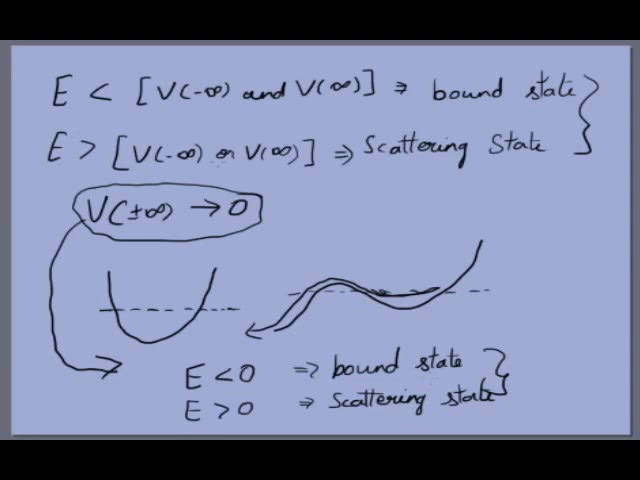 E < [V(-∞) and V(∞)] ⇒ bound state
E > [V(-∞) or V(∞)] ⇒ Scattering State
V(±∞) → 0
E < 0 ⇒ bound state
E > 0 ⇒ Scattering state